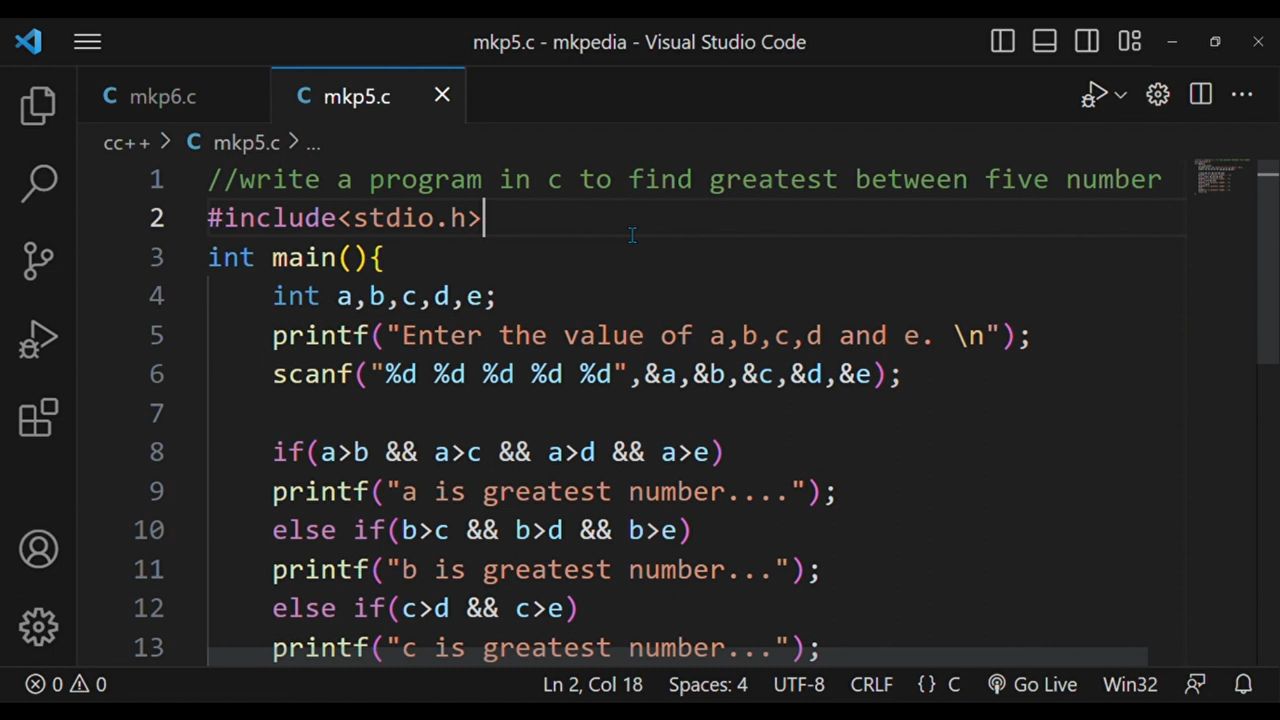 mkp5.c - mkpedia - Visual Studio Code
mkp6.c
mkp5.c
cc++ > mkp5.c > ...
1 //write a program in c to find greatest between five number
2 #include<stdio.h>
3 int main(){
4 int a,b,c,d,e;
5 printf("Enter the value of a,b,c,d and e. \n");
6 scanf("%d %d %d %d %d",&a,&b,&c,&d,&e);
7
8 if(a>b && a>c && a>d && a>e)
9 printf("a is greatest number....");
10 else if(b>c && b>d && b>e)
11 printf("b is greatest number...");
12 else if(c>d && c>e)
13 printf("c is greatest number...");
0 0 Ln 2, Col 18 Spaces: 4 UTF-8 CRLF {} C Go Live Win32